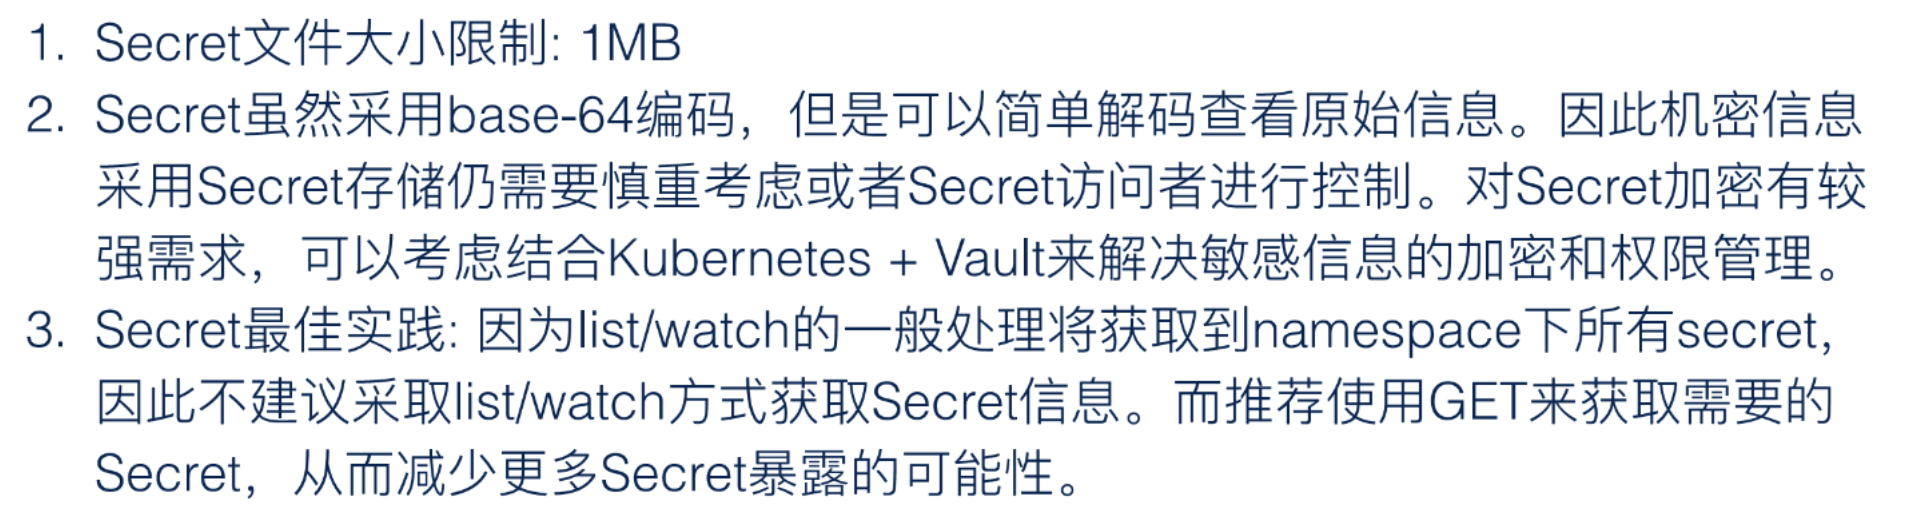 1. Secret文件大小限制: 1MB
2. Secret虽然采用base-64编码，但是可以简单解码查看原始信息。因此机密信息
采用Secret存储仍需要慎重考虑或者Secret访问者进行控制。对Secret加密有较
强需求，可以考虑结合Kubernetes + Vault来解决敏感信息的加密和权限管理。
3. Secret最佳实践: 因为list/watch的一般处理将获取到namespace下所有secret,
因此不建议采取list/watch方式获取Secret信息。而推荐使用GET来获取需要的
Secret，从而减少更多Secret暴露的可能性。